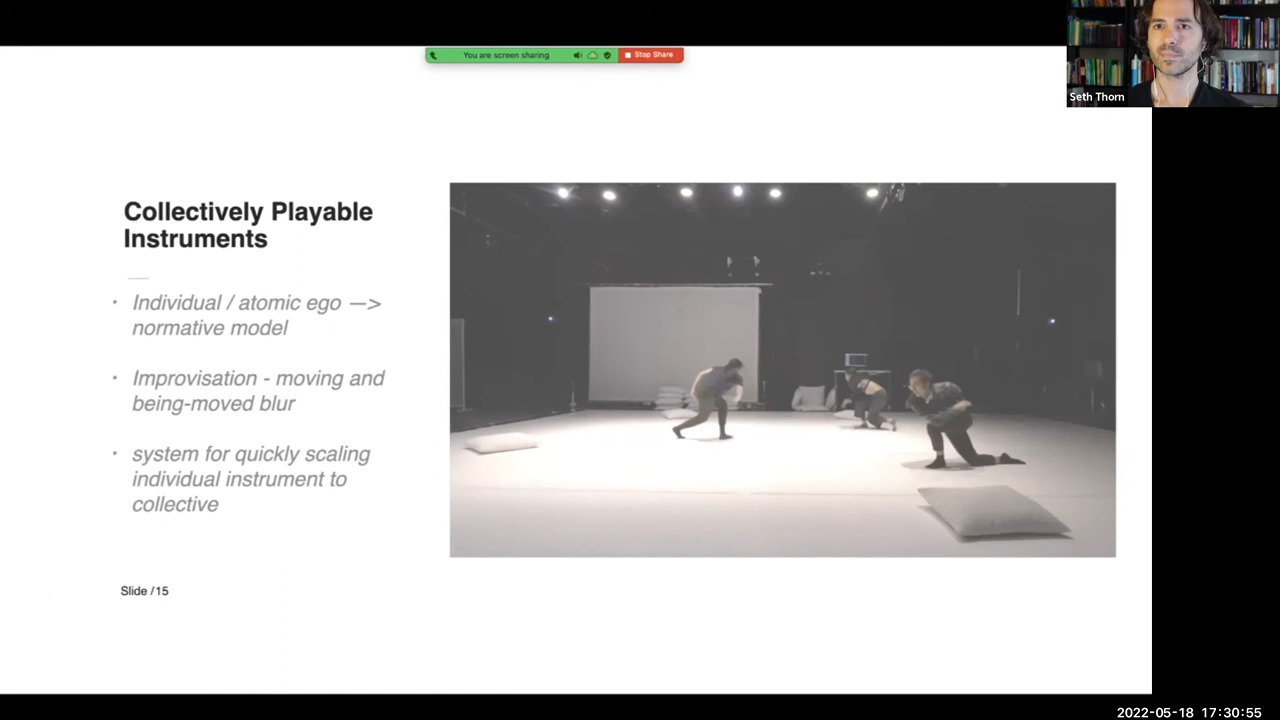 You are screen sharing
Stop Share
Seth Thorn
Collectively Playable
Instruments
• Individual / atomic ego —>
normative model
• Improvisation - moving and
being-moved blur
• system for quickly scaling
individual instrument to
collective
Slide /15
2022-05-18 17:30:55